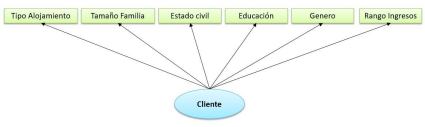 Tipo Alojamiento
Tamaño Familia
Estado civil
Educación
Genero
Rango Ingresos
Cliente